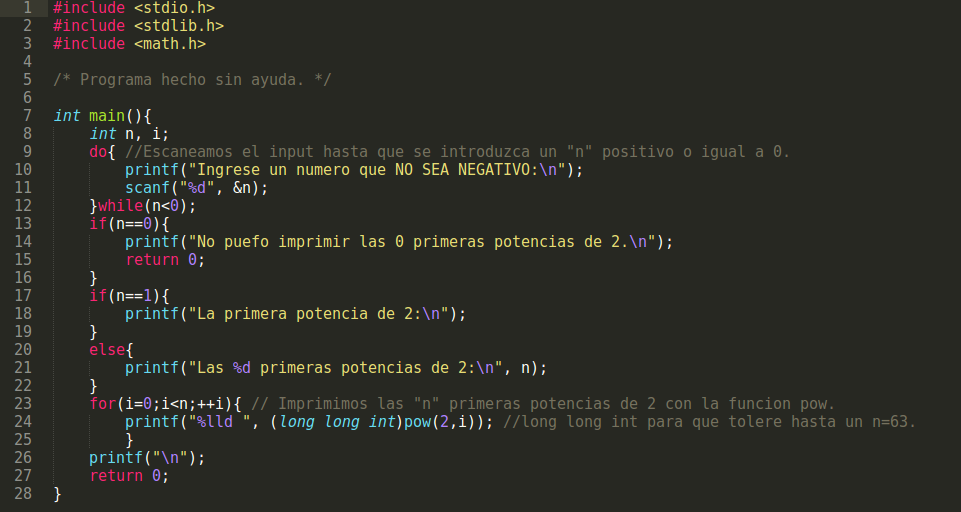 1 #include <stdio.h>
2 #include <stdlib.h>
3 #include <math.h>
4
5 /* Programa hecho sin ayuda. */
6
7 int main(){
8     int n, i;
9     do{ //Escaneamos el input hasta que se introduzca un "n" positivo o igual a 0.
10         printf("Ingrese un numero que NO SEA NEGATIVO:\n");
11         scanf("%d", &n);
12     }while(n<0);
13     if(n==0){
14         printf("No puefo imprimir las 0 primeras potencias de 2.\n");
15         return 0;
16     }
17     if(n==1){
18         printf("La primera potencia de 2:\n");
19     }
20     else{
21         printf("Las %d primeras potencias de 2:\n", n);
22     }
23     for(i=0;i<n;++i){ // Imprimimos las "n" primeras potencias de 2 con la funcion pow.
24         printf("%lld ", (long long int)pow(2,i)); //long long int para que tolere hasta un n=63.
25         }
26     printf("\n");
27     return 0;
28 }